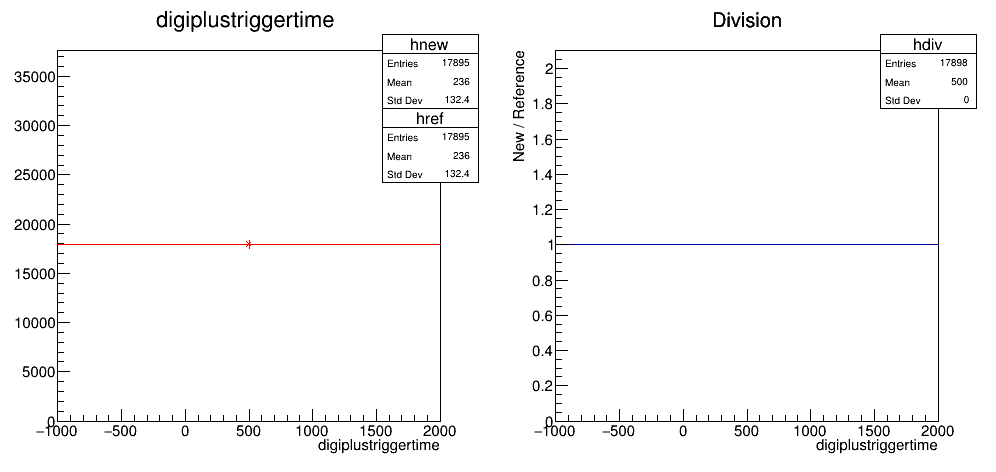 digiplustriggertime
hnew
Entries 17895
Mean 236
Std Dev 132.4
href
Entries 17895
Mean 236
Std Dev 132.4
35000
30000
25000
20000
15000
10000
5000
0
−1000 −500 0 500 1000 1500 2000
digiplustriggertime
Division
hdiv
Entries 17898
Mean 500
Std Dev 0
New / Reference
2
1.8
1.6
1.4
1.2
1
0.8
0.6
0.4
0.2
0
−1000 −500 0 500 1000 1500 2000
digiplustriggertime